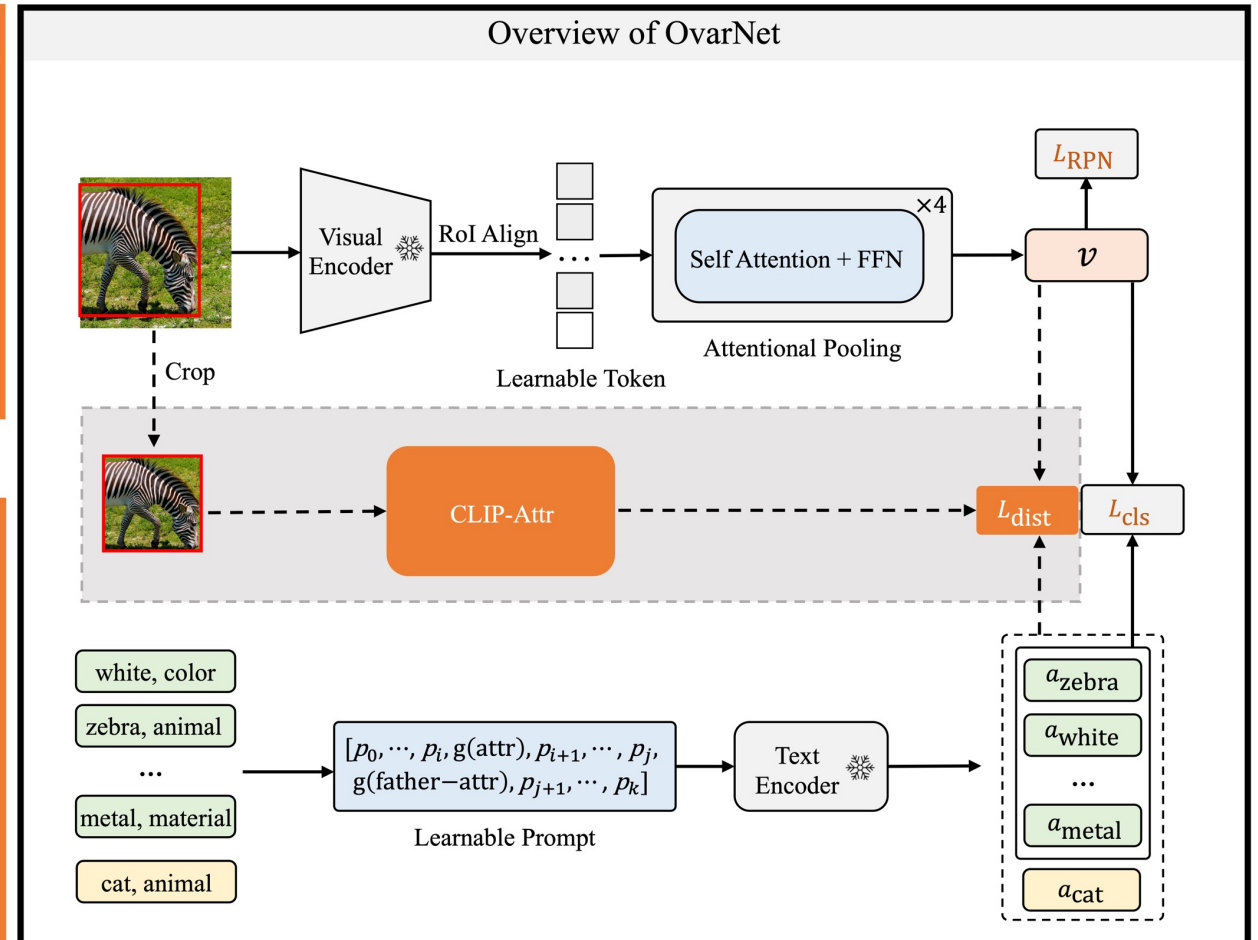 Overview of OvarNet
L_RPN
×4
Visual
Encoder
RoI Align
...
Self Attention + FFN
v
Attentional Pooling
Learnable Token
Crop
CLIP-Attr
L_dist
L_cls
white, color
zebra, animal
...
metal, material
cat, animal
[p_0, ⋯, p_i, g(attr), p_{i+1}, ⋯, p_j,
g(father−attr), p_{j+1}, ⋯, p_k]
Learnable Prompt
Text
Encoder
a_zebra
a_white
...
a_metal
a_cat